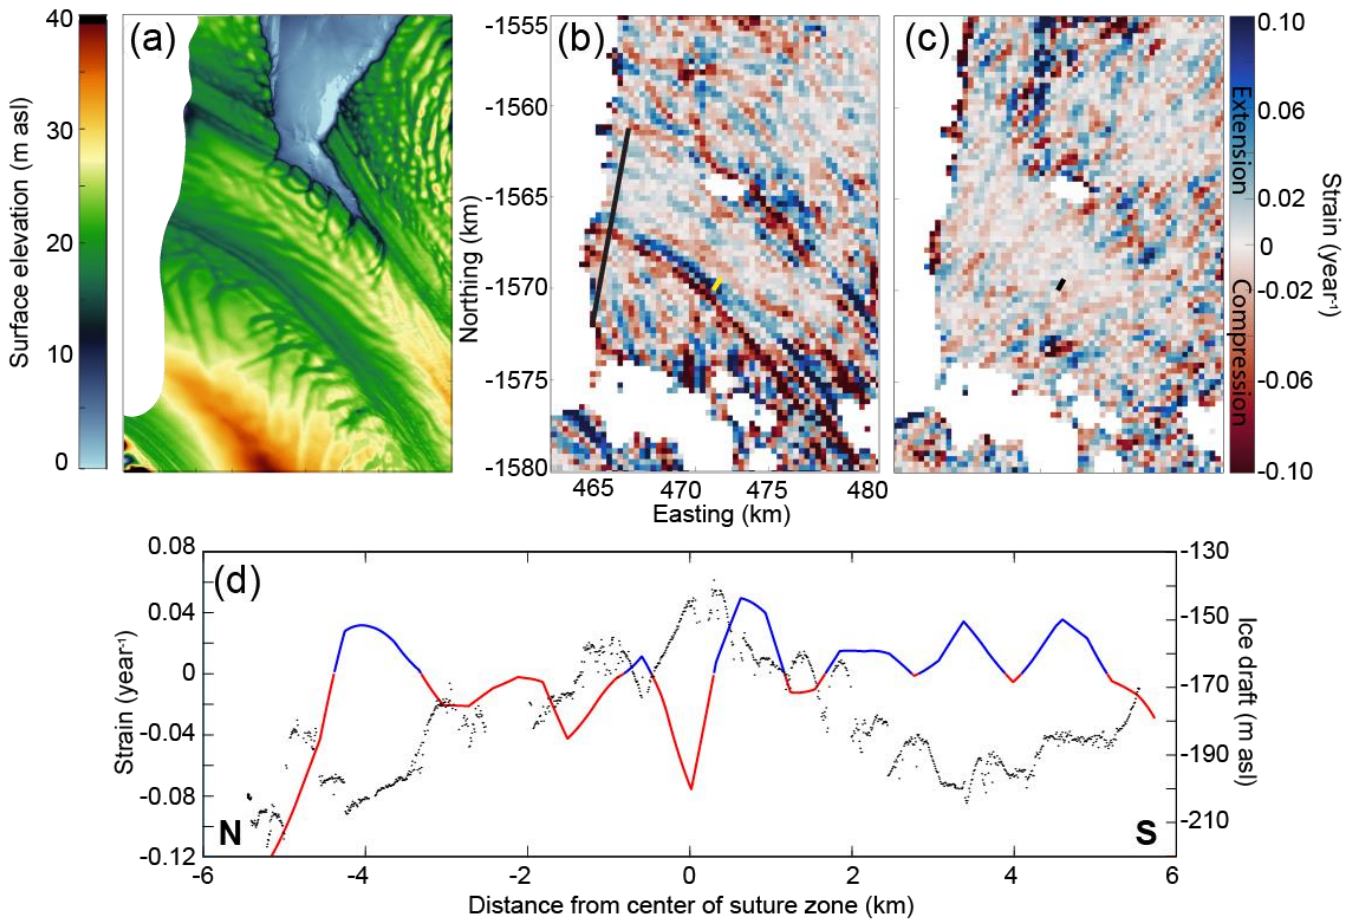 (a)
(b)
(c)
Surface elevation (m asl)
40
30
20
10
0
Northing (km)
-1555
-1560
-1565
-1570
-1575
-1580
465 470 475 480
Easting (km)
0.10
0.06
0.02
0
-0.02
-0.06
-0.10
Extension
Compression
Strain (year⁻¹)
(d)
Strain (year⁻¹)
0.08
0.04
0
-0.04
-0.08
-0.12
-130
-150
-170
-190
-210
Ice draft (m asl)
N
S
-6 -4 -2 0 2 4 6
Distance from center of suture zone (km)